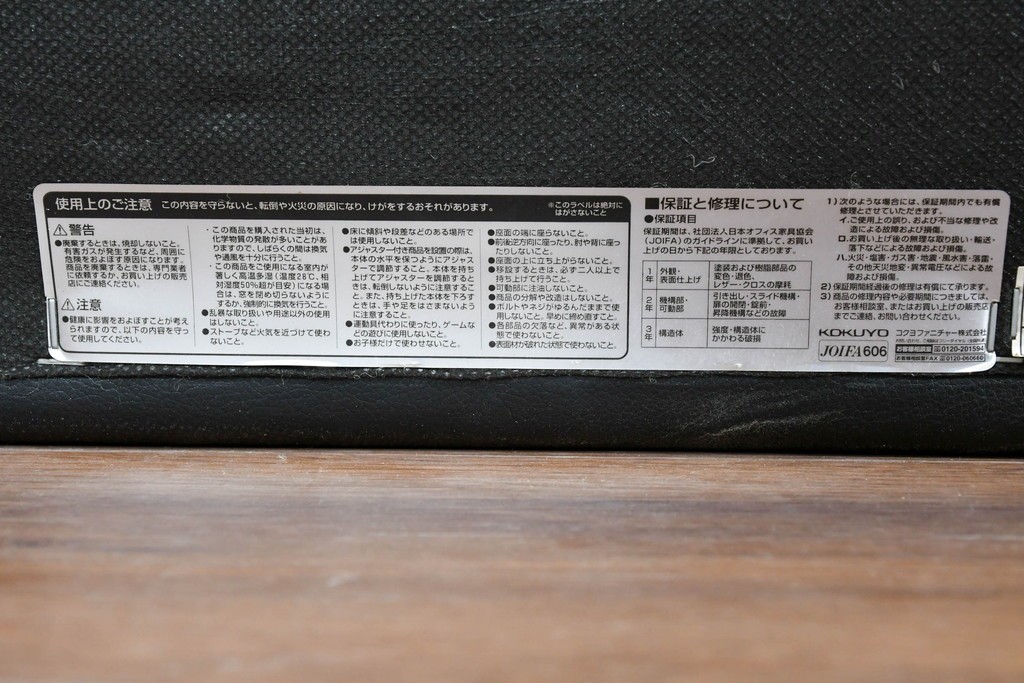 使用上のご注意 この内容を守らないと、転倒や火災の原因になり、けがをするおそれがあります。
※このラベルは絶対に
はがさないこと
⚠警告
●廃棄するときは、焼却しないこと。
有害ガスが発生するなど、周囲に
危険をおよぼす原因になります。
商品を廃棄するときは、専門業者
に依頼するか、お買い上げの販売
店にご連絡ください。
⚠注意
●健康に影響をおよぼすことが考え
られますので、以下の内容を守っ
て使用してください。
・この商品を購入された当初は、
化学物質の発散が多いことがあ
りますので、しばらくの間は換気
や通風を十分に行うこと。
・この商品をご使用になる室内が
著しく高温多湿(温度28℃、相
対湿度50%超が目安)になる場合
は、窓を閉め切らないようにす
るか、強制的に換気を行うこと。
●乱暴な取り扱いや用途以外の使用
はしないこと。
●ストーブなど火気を近づけて使わ
ないこと。
●床に傾斜や段差などのある場所で
は使用しないこと。
●アジャスター付き商品を設置の際は、
本体の水平を保つようにアジャス
ターで調節すること。本体を持ち
上げてアジャスターを調節すると
きは、転倒しないように注意するこ
と。また、持ち上げた本体を下ろす
ときは、手や足をはさまないよう
に注意すること。
●運動具代わりに使ったり、ゲームな
どの遊びに使用しないこと。
●お子様だけで使わせないこと。
●座面の端に座らないこと。
●前後逆方向に座ったり、肘や背に座っ
たりしないこと。
●座面の上に立ち上がらないこと。
●移設するときは、必ず二人以上で
持ち上げて行うこと。
●可動部に注油しないこと。
●商品の分解や改造はしないこと。
●ボルトやネジがゆるんだままで使
用しないこと。早めに締め直すこと。
●各部品の欠落など、異常がある状
態で使わないこと。
●表面材が破れた状態で使わないこと。
■保証と修理について
●保証項目
保証期間は、社団法人日本オフィス家具協会
(JOIFA)のガイドラインに準拠して、お買い
上げの日から下記の年限としております。
1年 外観・表面仕上げ 塗装および樹脂部品の変色・退色、レザー・クロスの摩耗
2年 機構部・可動部 引き出し・スライド機構・扉の開閉・錠前・昇降機構などの故障
3年 構造体 強度・構造体にかかわる破損
1)次のような場合には、保証期間内でも有償
修理とさせていただきます。
イ.ご使用上の誤り、および不当な修理や改
造による故障および損傷。
ロ.お買い上げ後の無理な取り扱い・輸送・
落下などによる故障および損傷。
ハ.火災・塩害・ガス害・地震・風水害・落雷・
その他天災地変・異常電圧などによる故
障および損傷。
2)保証期間経過後の修理は有償にて承ります。
3)商品の修理内容や必要期間につきましては、
お客様相談室、またはお買い上げの販売店
までご連絡、お問い合わせください。
KOKUYO コクヨファニチャー株式会社
JOIFA606
お客様相談室 0120-201594
お客様相談室FAX 0120-060660